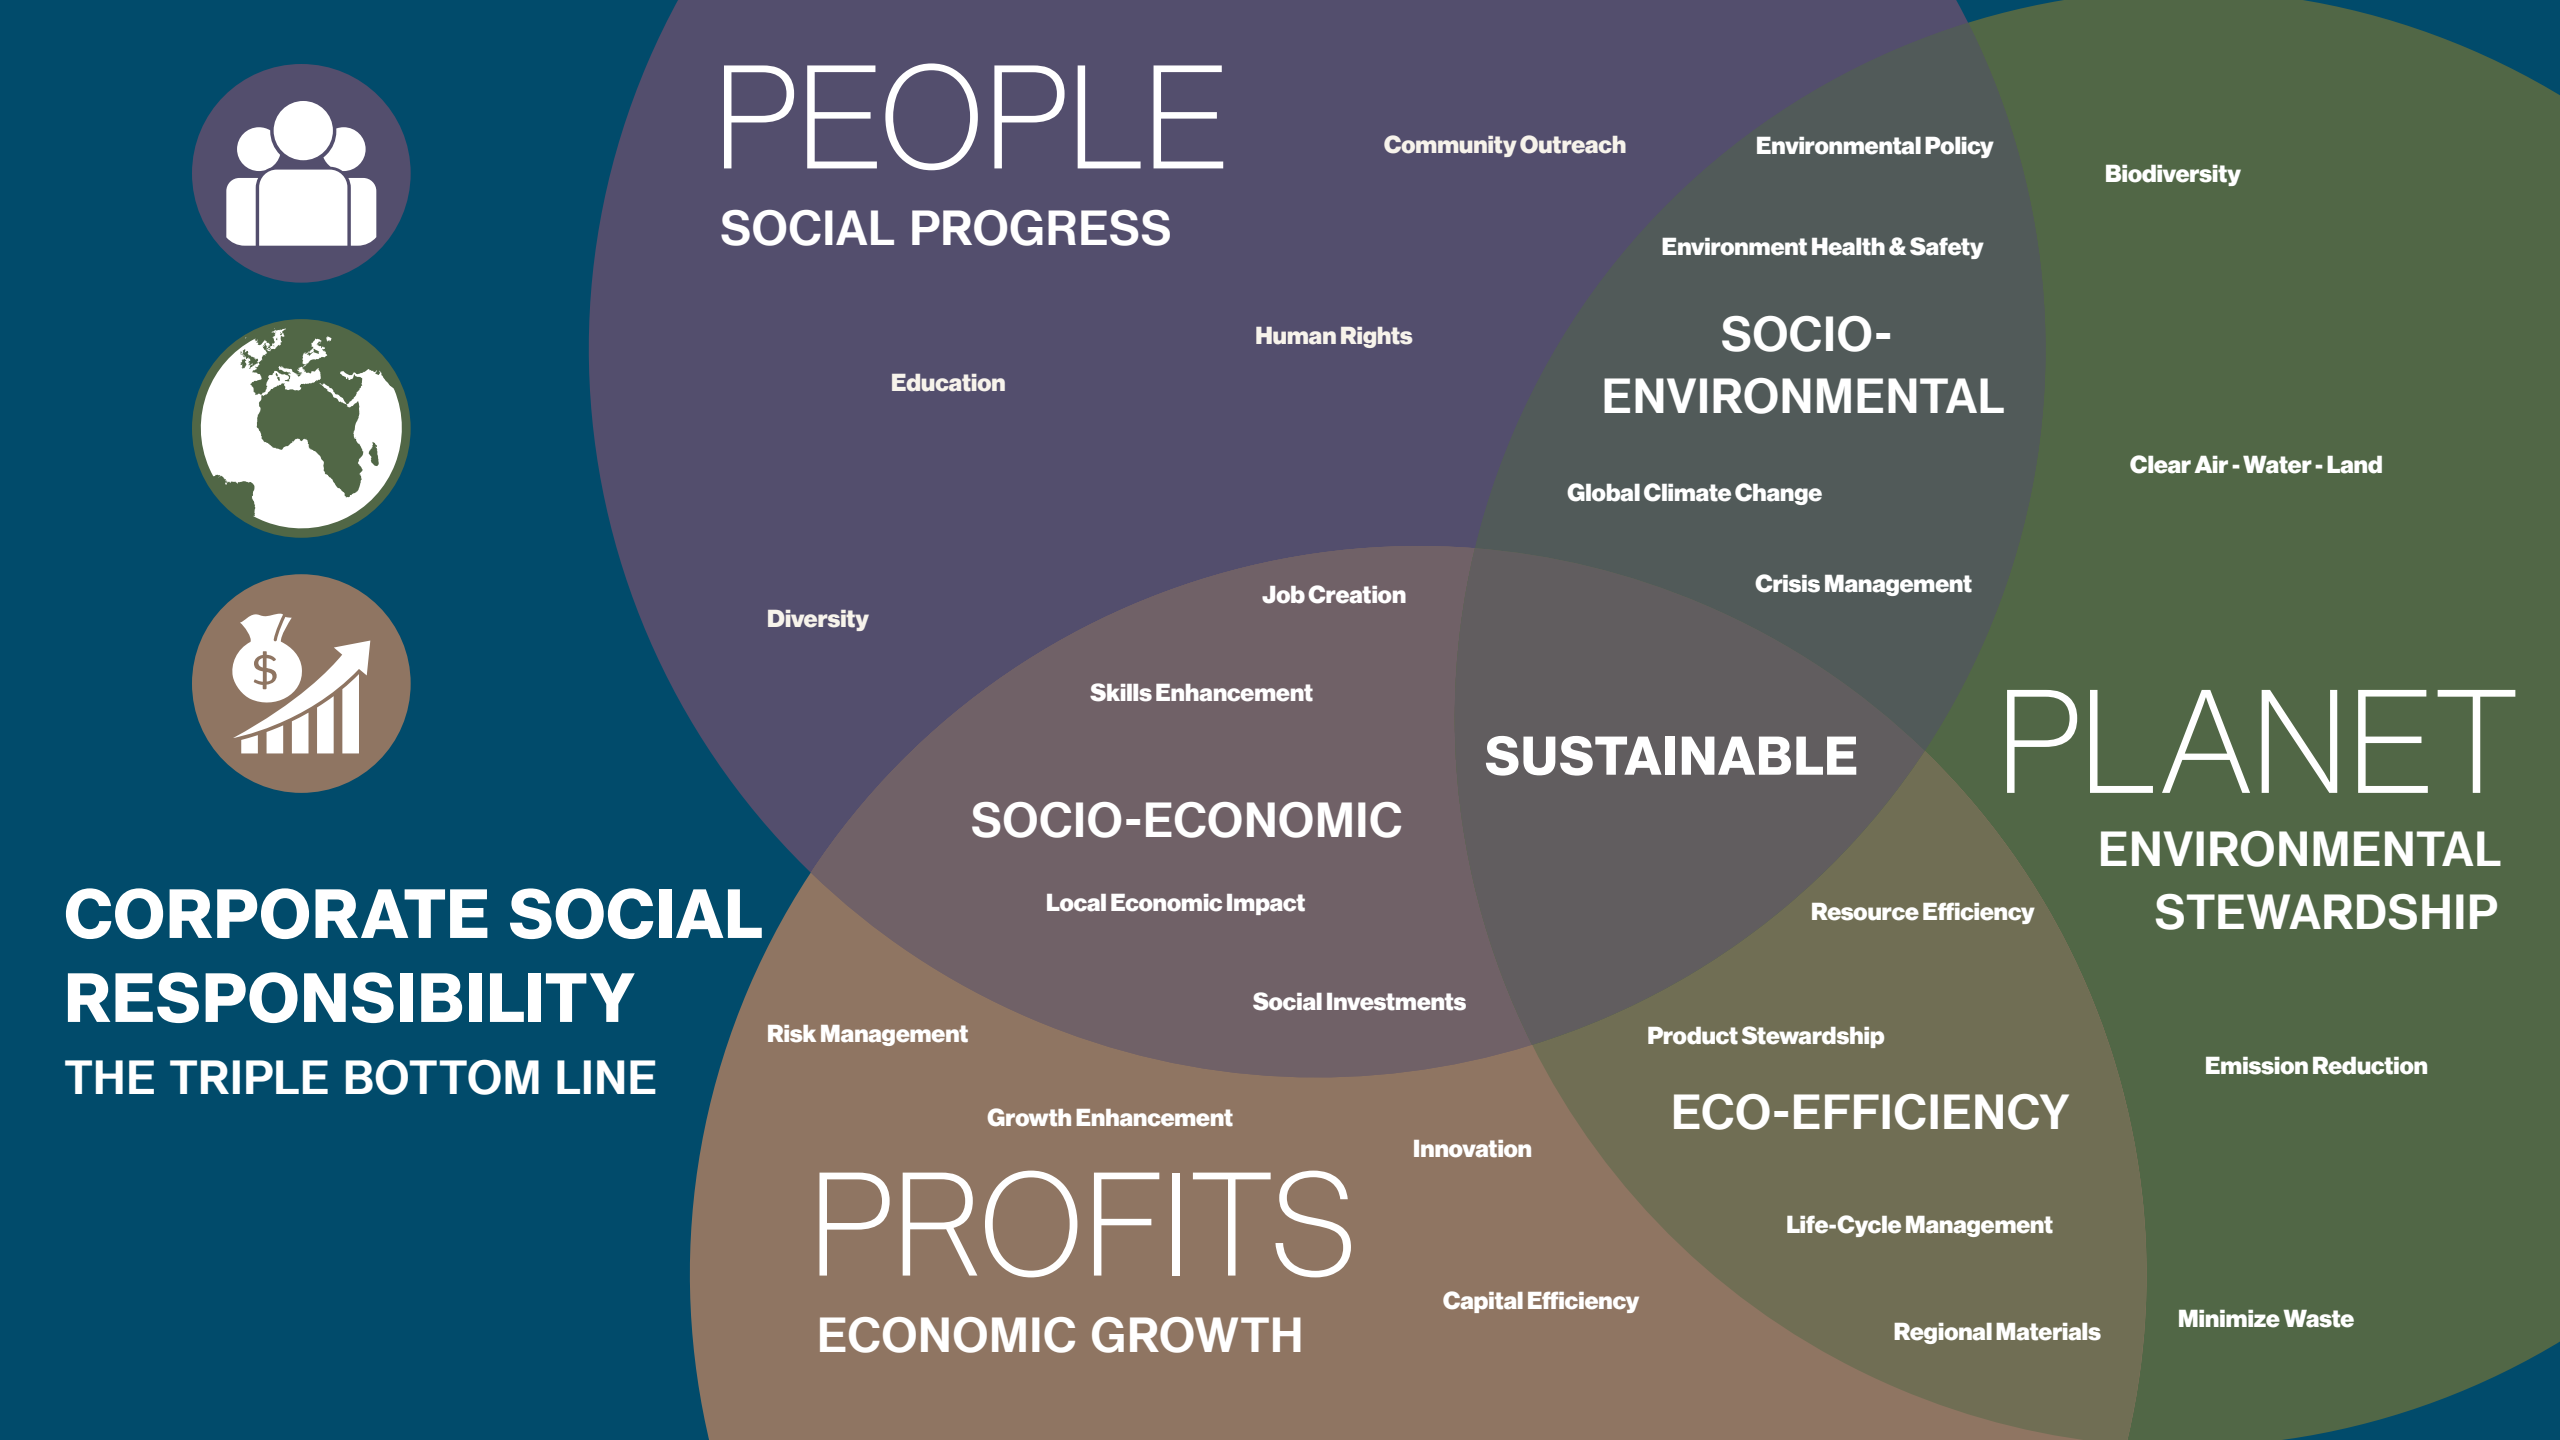 PEOPLE
SOCIAL PROGRESS
Community Outreach
Human Rights
Education
Diversity
Environmental Policy
Environment Health & Safety
SOCIO-
ENVIRONMENTAL
Global Climate Change
Crisis Management
Biodiversity
Clear Air - Water - Land
PLANET
ENVIRONMENTAL
STEWARDSHIP
Emission Reduction
Minimize Waste
Job Creation
Skills Enhancement
SOCIO-ECONOMIC
Local Economic Impact
Social Investments
SUSTAINABLE
Resource Efficiency
Product Stewardship
ECO-EFFICIENCY
Life-Cycle Management
Regional Materials
Risk Management
Growth Enhancement
Innovation
PROFITS
ECONOMIC GROWTH
Capital Efficiency
$
CORPORATE SOCIAL
RESPONSIBILITY
THE TRIPLE BOTTOM LINE